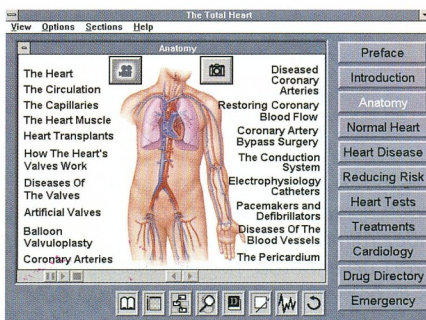 The Total Heart
View Options Sections Help
Anatomy
The Heart
The Circulation
The Capillaries
The Heart Muscle
Heart Transplants
How The Heart's
Valves Work
Diseases Of
The Valves
Artificial Valves
Balloon
Valvuloplasty
Coronary Arteries
Diseased
Coronary
Arteries
Restoring Coronary
Blood Flow
Coronary Artery
Bypass Surgery
The Conduction
System
Electrophysiology
Catheters
Pacemakers and
Defibrillators
Diseases Of The
Blood Vessels
The Pericardium
Preface
Introduction
Anatomy
Normal Heart
Heart Disease
Reducing Risk
Heart Tests
Treatments
Cardiology
Drug Directory
Emergency